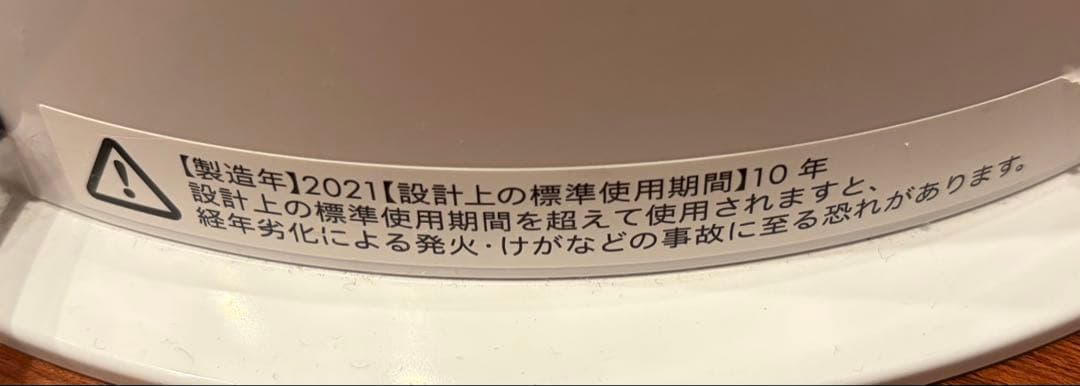 【製造年】2021【設計上の標準使用期間】10 年
設計上の標準使用期間を超えて使用されますと、
経年劣化による発火・けがなどの事故に至る恐れがあります。